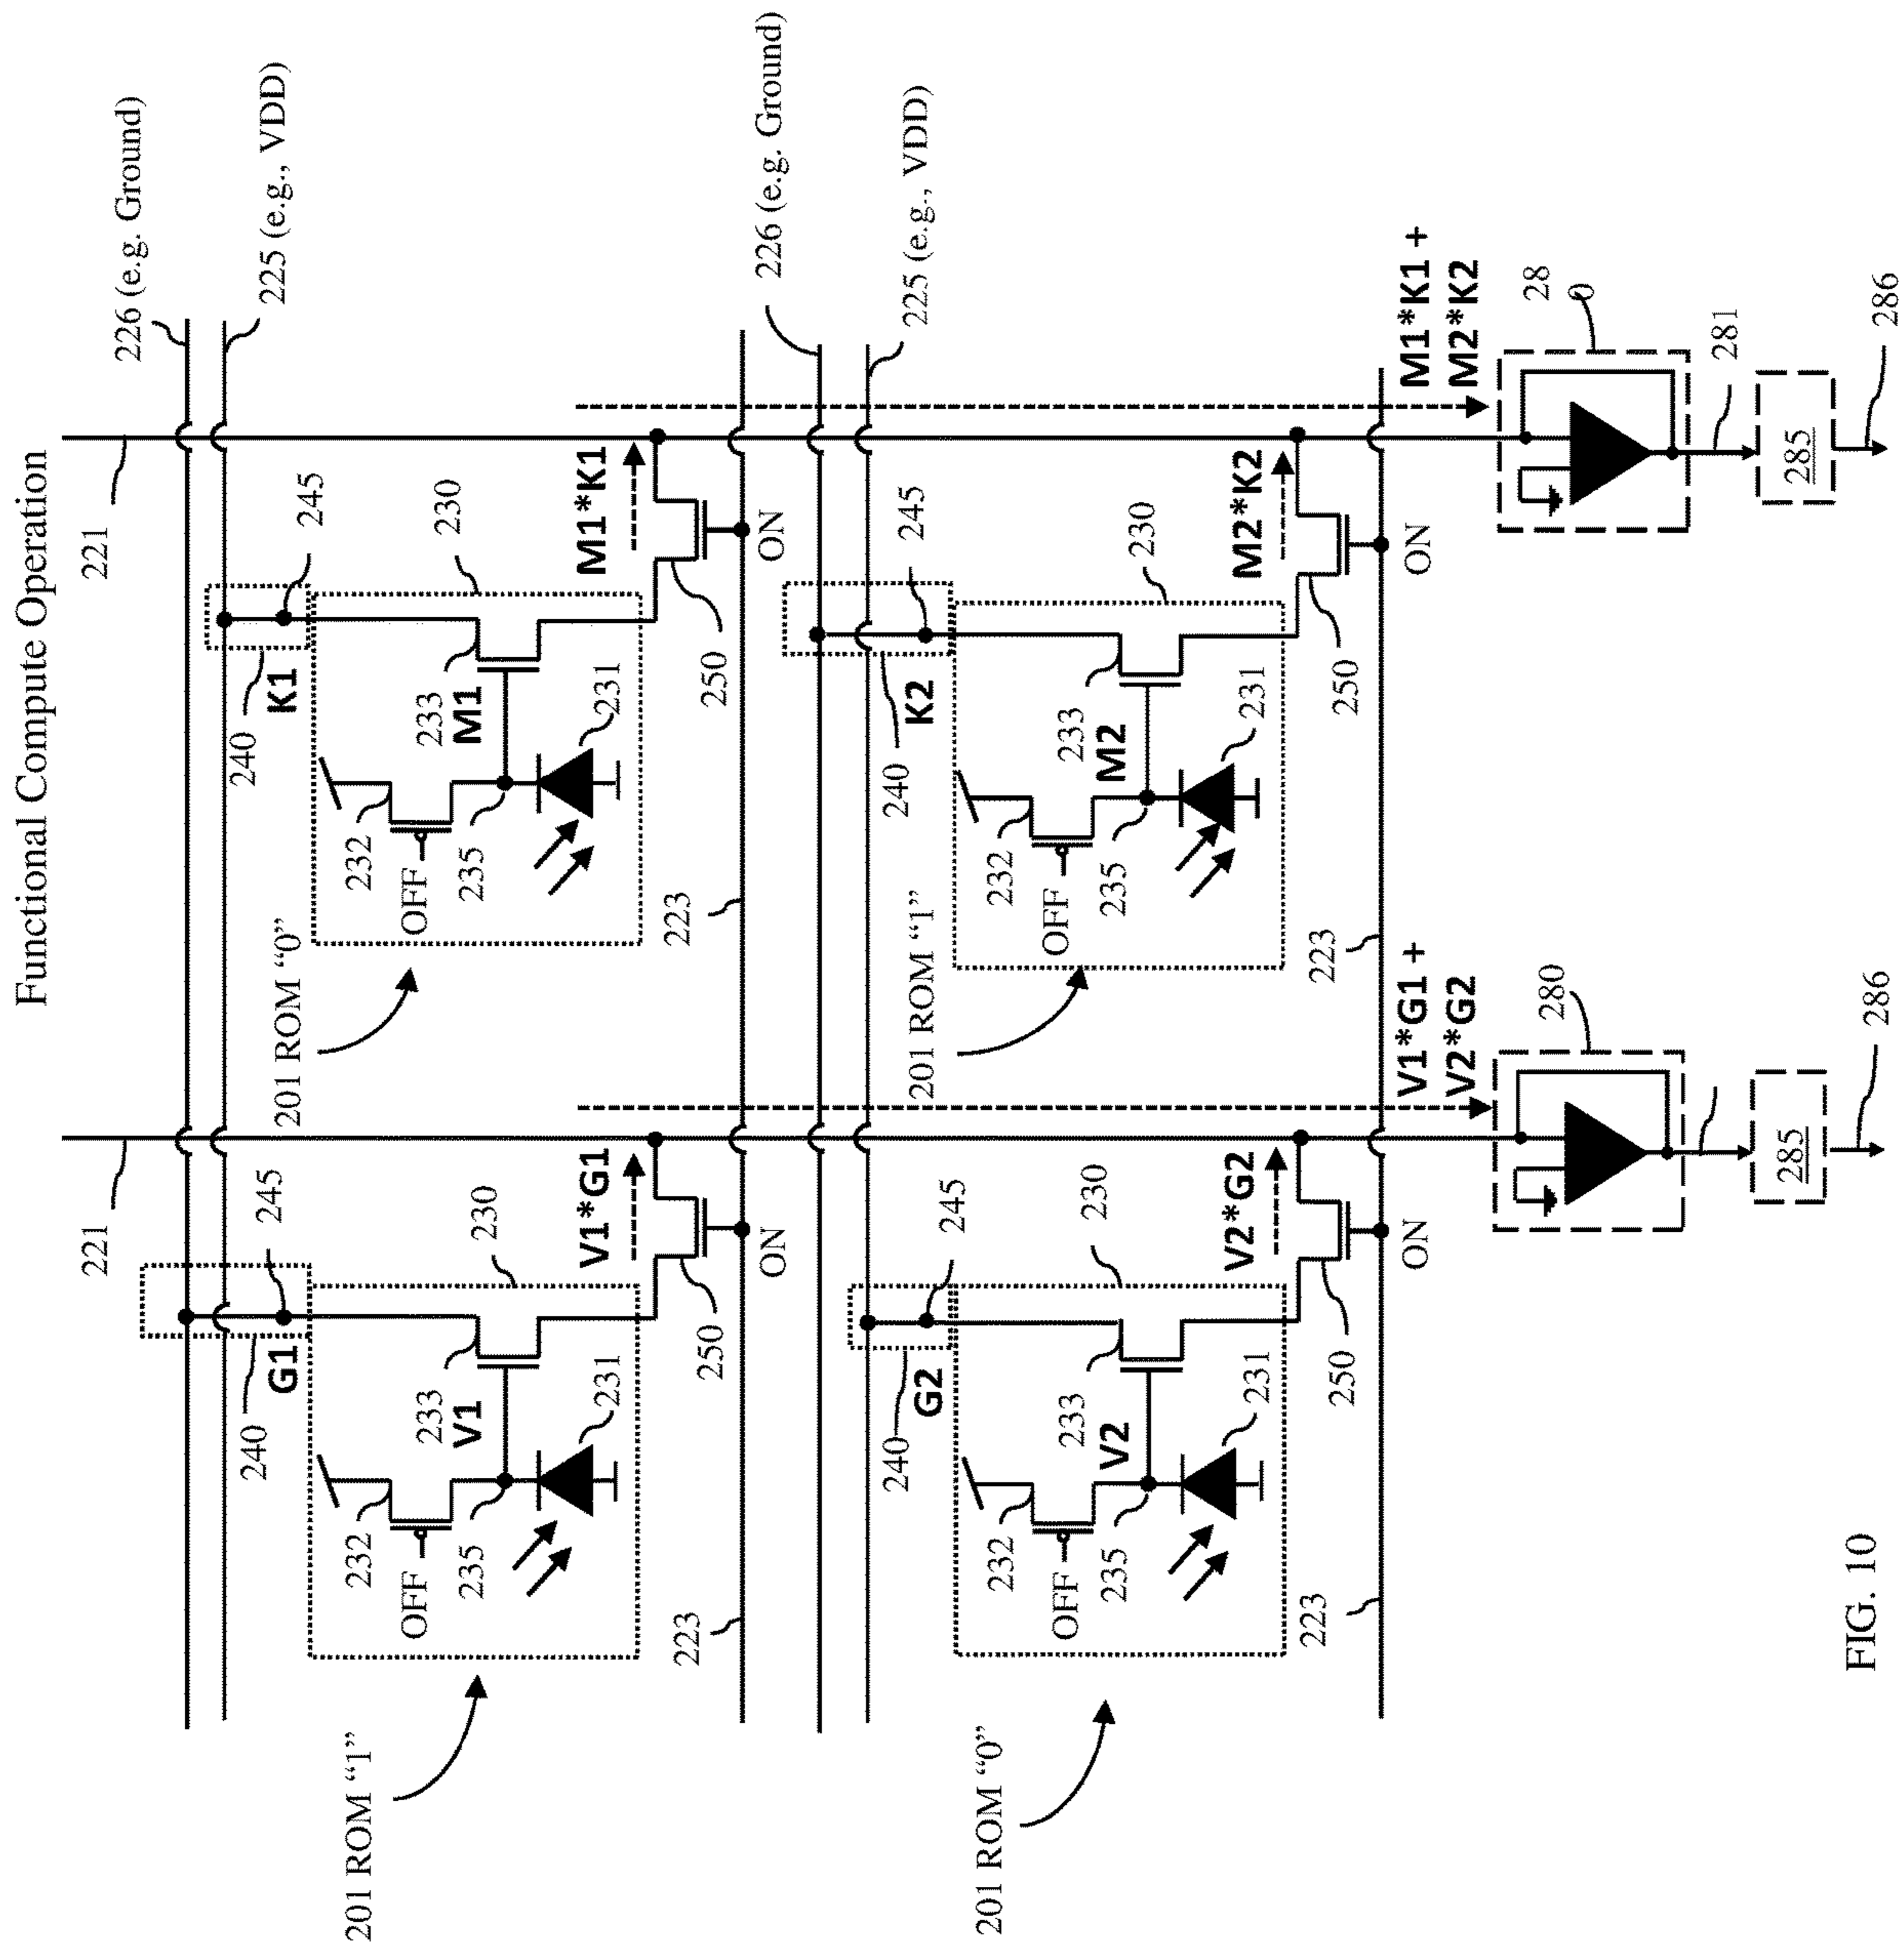 Functional Compute Operation
221
221
226 (e.g. Ground)
225 (e.g., VDD)
240
G1
245
201 ROM "1"
232
OFF
235
233
V1
231
230
V1*G1
250
ON
223
240
K1
245
201 ROM "0"
232
OFF
235
233
M1
231
230
M1*K1
250
ON
223
226 (e.g. Ground)
225 (e.g., VDD)
240
G2
245
201 ROM "0"
232
OFF
235
233
V2
231
230
V2*G2
250
ON
223
240
K2
245
201 ROM "1"
232
OFF
235
233
M2
231
230
M2*K2
250
ON
223
V1*G1 +
V2*G2
280
285
286
M1*K1 +
M2*K2
28
0
281
285
286
FIG. 10